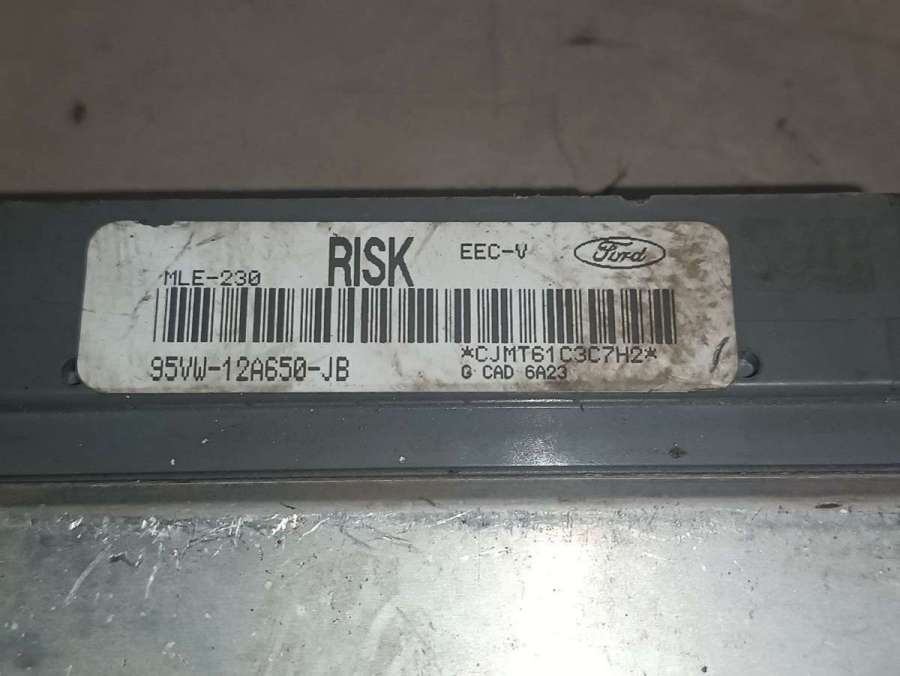 RISK EEC-V Ford
MLE-230
*CJMT61C3C7H2*
95VW-12A650-JB
G CAD 6A23